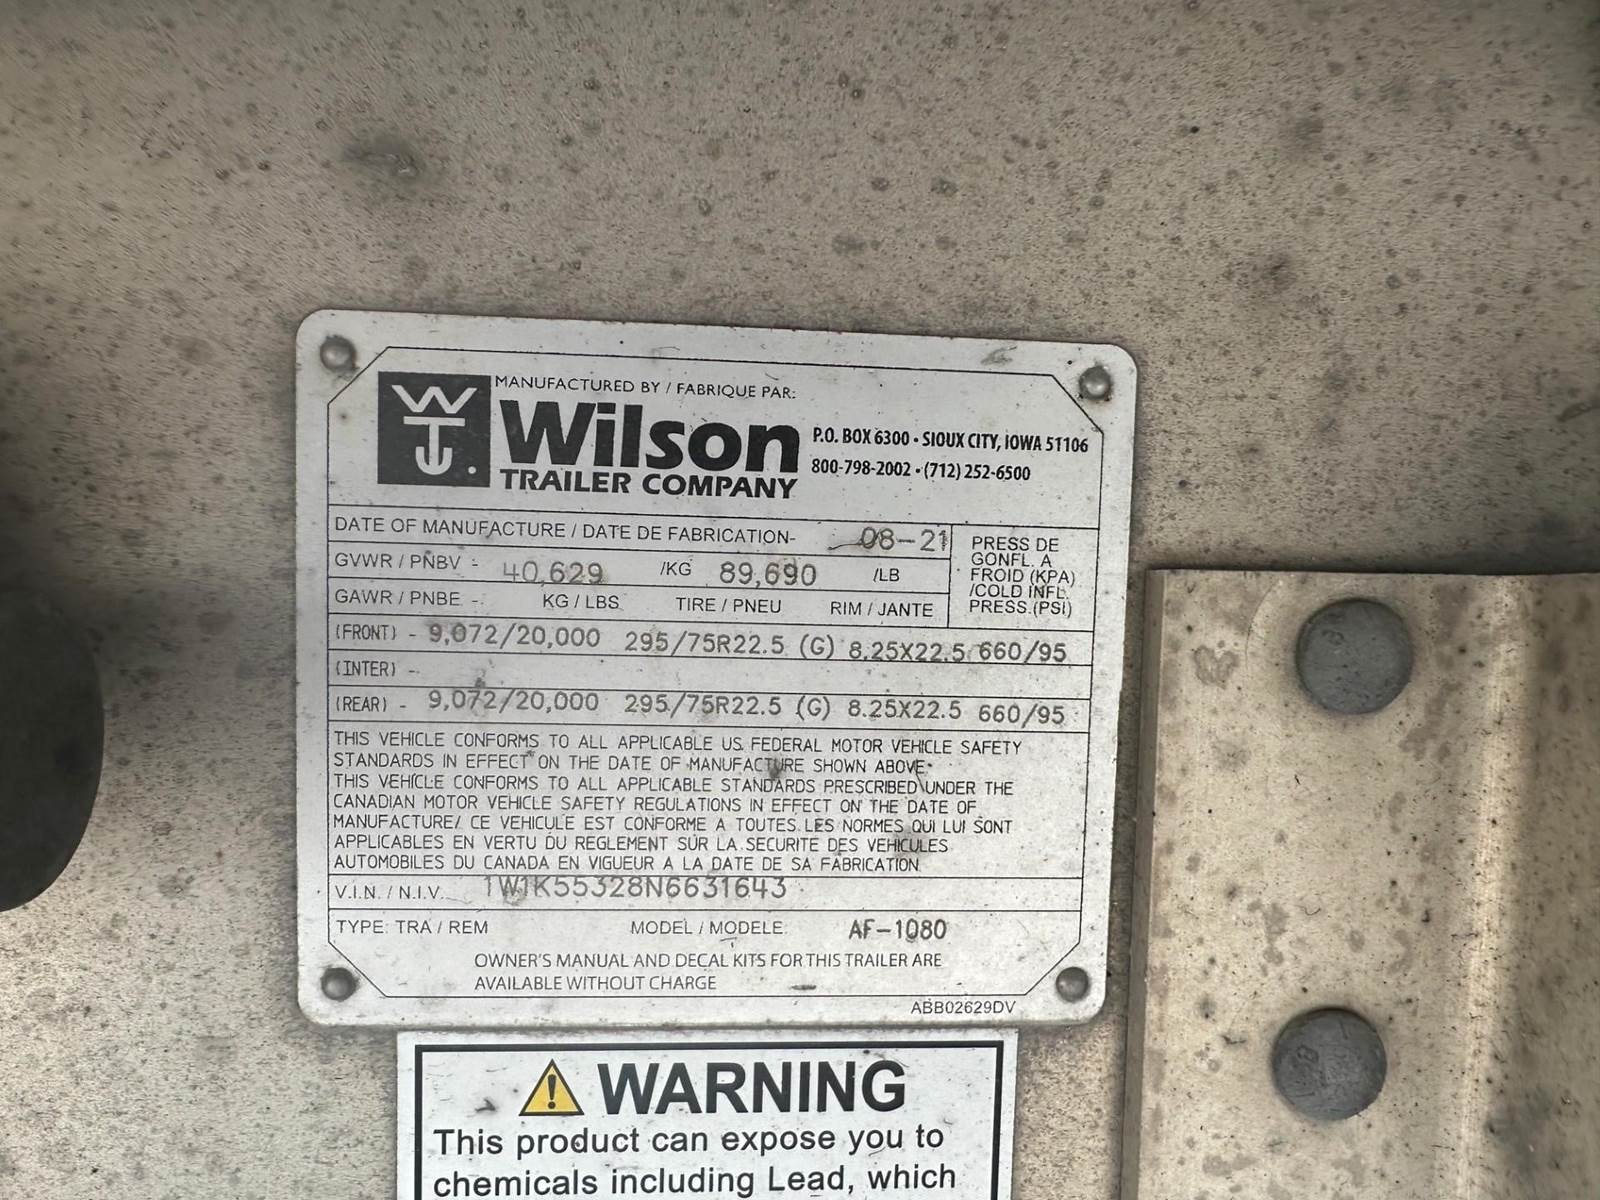 WT.
MANUFACTURED BY / FABRIQUE PAR:
Wilson
TRAILER COMPANY
P.O. BOX 6300 • SIOUX CITY, IOWA 51106
800-798-2002 • (712) 252-6500
DATE OF MANUFACTURE / DATE DE FABRICATION- 08-21
GVWR / PNBV - 40,629 /KG 89,690 /LB
GAWR / PNBE - KG / LBS TIRE / PNEU RIM / JANTE
PRESS DE
GONFL. A
FROID (KPA)
/COLD INFL.
PRESS.(PSI)
(FRONT) - 9,072/20,000 295/75R22.5 (G) 8.25X22.5 660/95
(INTER) -
(REAR) - 9,072/20,000 295/75R22.5 (G) 8.25X22.5 660/95
THIS VEHICLE CONFORMS TO ALL APPLICABLE U.S. FEDERAL MOTOR VEHICLE SAFETY
STANDARDS IN EFFECT ON THE DATE OF MANUFACTURE SHOWN ABOVE.
THIS VEHICLE CONFORMS TO ALL APPLICABLE STANDARDS PRESCRIBED UNDER THE
CANADIAN MOTOR VEHICLE SAFETY REGULATIONS IN EFFECT ON THE DATE OF
MANUFACTURE/ CE VEHICULE EST CONFORME A TOUTES LES NORMES QUI LUI SONT
APPLICABLES EN VERTU DU REGLEMENT SUR LA SECURITE DES VEHICULES
AUTOMOBILES DU CANADA EN VIGUEUR A LA DATE DE SA FABRICATION.
V.I.N. / N.I.V. 1W1K55328N6631643
TYPE: TRA / REM MODEL / MODELE: AF-1080
OWNER'S MANUAL AND DECAL KITS FOR THIS TRAILER ARE
AVAILABLE WITHOUT CHARGE
ABB02629DV
WARNING
This product can expose you to
chemicals including Lead, which